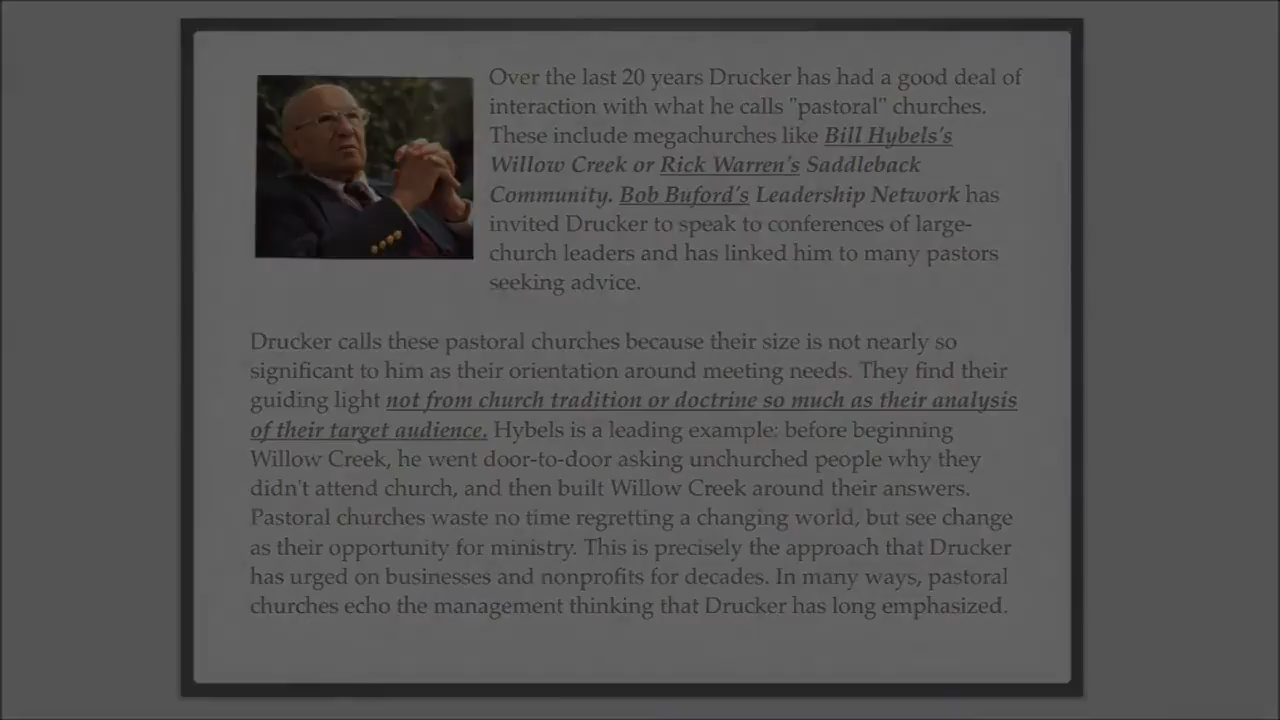 Over the last 20 years Drucker has had a good deal of
interaction with what he calls "pastoral" churches.
These include megachurches like Bill Hybels's
Willow Creek or Rick Warren's Saddleback
Community. Bob Buford's Leadership Network has
invited Drucker to speak to conferences of large-
church leaders and has linked him to many pastors
seeking advice.
Drucker calls these pastoral churches because their size is not nearly so
significant to him as their orientation around meeting needs. They find their
guiding light not from church tradition or doctrine so much as their analysis
of their target audience. Hybels is a leading example: before beginning
Willow Creek, he went door-to-door asking unchurched people why they
didn't attend church, and then built Willow Creek around their answers.
Pastoral churches waste no time regretting a changing world, but see change
as their opportunity for ministry. This is precisely the approach that Drucker
has urged on businesses and nonprofits for decades. In many ways, pastoral
churches echo the management thinking that Drucker has long emphasized.